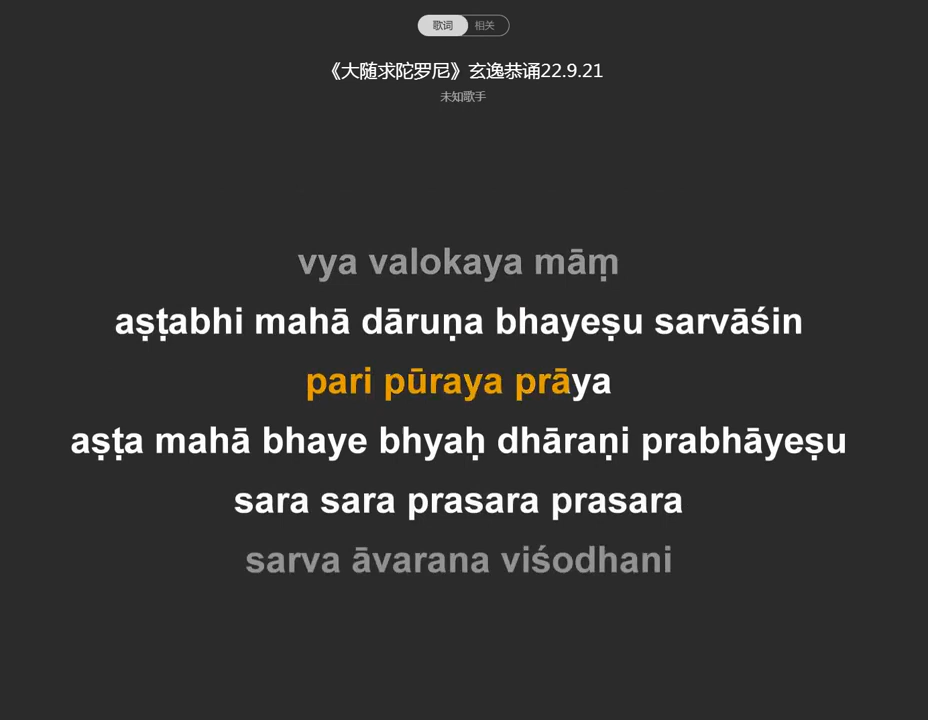 歌词 相关
《大随求陀罗尼》玄逸恭诵22.9.21
未知歌手
vya valokaya māṃ
aṣṭabhi mahā dāruṇa bhayeṣu sarvāśin
pari pūraya prāya
aṣṭa mahā bhaye bhyaḥ dhāraṇi prabhāyeṣu
sara sara prasara prasara
sarva āvarana viśodhani